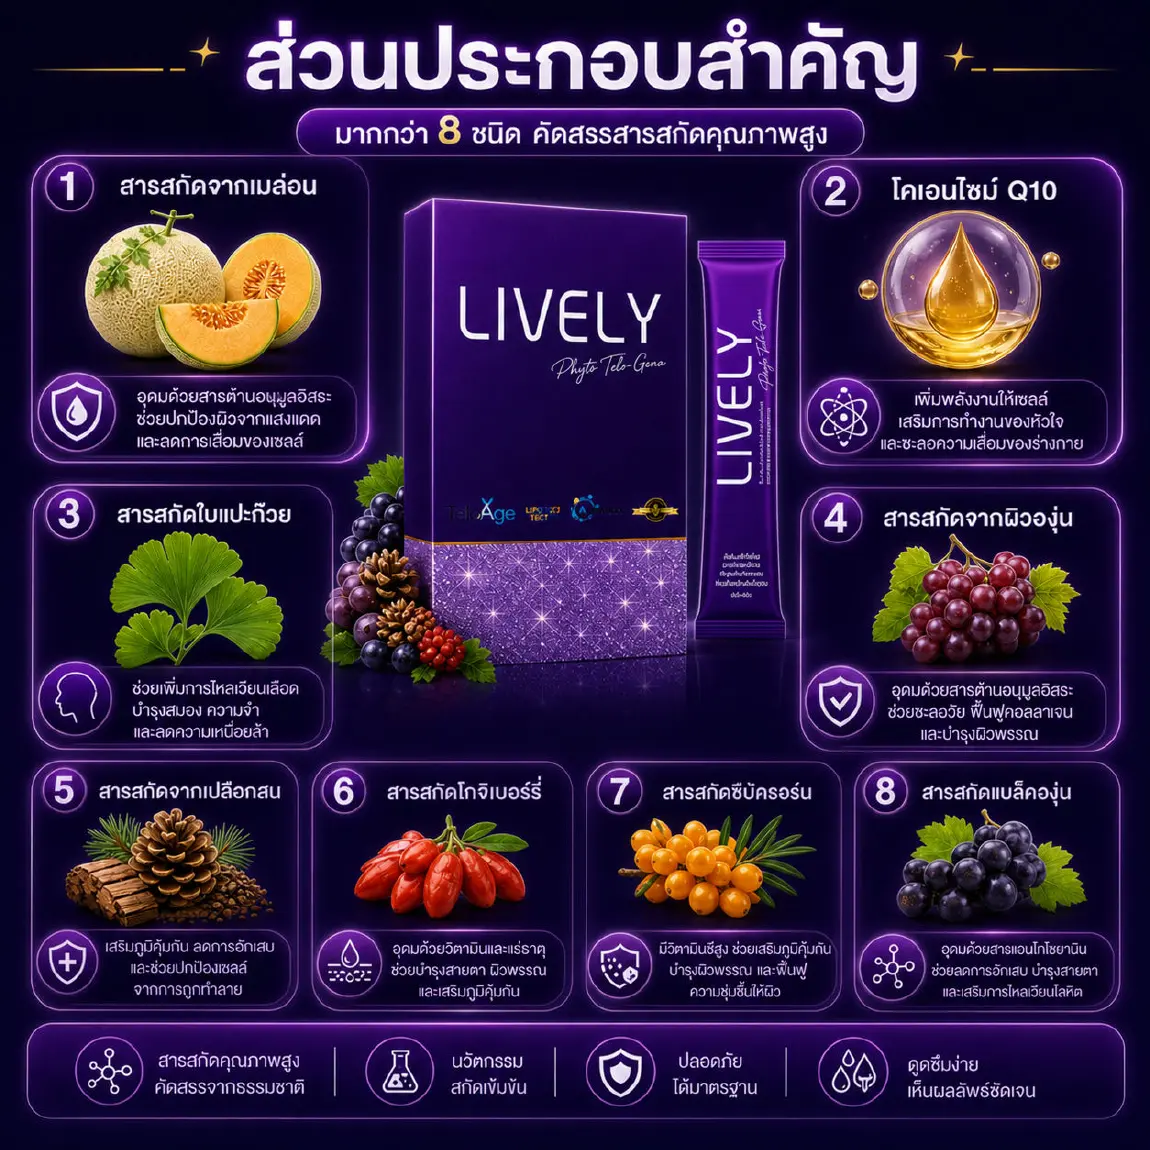 ส่วนประกอบสำคัญ
มากกว่า 8 ชนิด คัดสรรสารสกัดคุณภาพสูง
1 สารสกัดจากเมล่อน
อุดมด้วยสารต้านอนุมูลอิสระ
ช่วยปกป้องผิวจากแสงแดด
และลดการเสื่อมของเซลล์
2 โคเอนไซม์ Q10
เพิ่มพลังงานให้เซลล์
เสริมการทำงานของหัวใจ
และชะลอความเสื่อมของร่างกาย
LIVELY
Phyto Telo-Gena
LIVELY
3 สารสกัดใบแปะก๊วย
ช่วยเพิ่มการไหลเวียนเลือด
บำรุงสมอง ความจำ
และลดความเหนื่อยล้า
4 สารสกัดจากผิวองุ่น
อุดมด้วยสารต้านอนุมูลอิสระ
ช่วยชะลอวัย ฟื้นฟูคอลลาเจน
และบำรุงผิวพรรณ
5 สารสกัดจากเปลือกสน
เสริมภูมิคุ้มกัน ลดการอักเสบ
และช่วยปกป้องเซลล์
จากการถูกทำลาย
6 สารสกัดโกจิเบอร์รี่
อุดมด้วยวิตามินและแร่ธาตุ
ช่วยบำรุงสายตา ผิวพรรณ
และเสริมภูมิคุ้มกัน
7 สารสกัดซีบัครอร์น
มีวิตามินซีสูง ช่วยเสริมภูมิคุ้มกัน
บำรุงผิวพรรณ และฟื้นฟู
ความชุ่มชื้นให้ผิว
8 สารสกัดแบล็คองุ่น
อุดมด้วยสารแอนโทไซยานิน
ช่วยลดการอักเสบ บำรุงสายตา
และเสริมการไหลเวียนโลหิต
สารสกัดคุณภาพสูง
คัดสรรจากธรรมชาติ
นวัตกรรม
สกัดเข้มข้น
ปลอดภัย
ได้มาตรฐาน
ดูดซึมง่าย
เห็นผลลัพธ์ชัดเจน